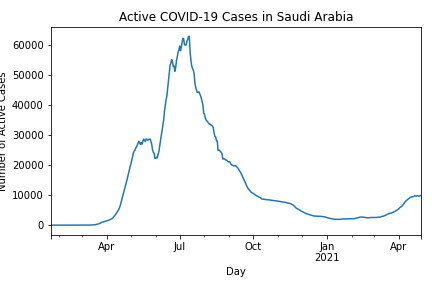 Active COVID-19 Cases in Saudi Arabia
Number of Active Cases
60000
50000
40000
30000
20000
10000
0
Apr
Jul
Oct
Jan
2021
Apr
Day